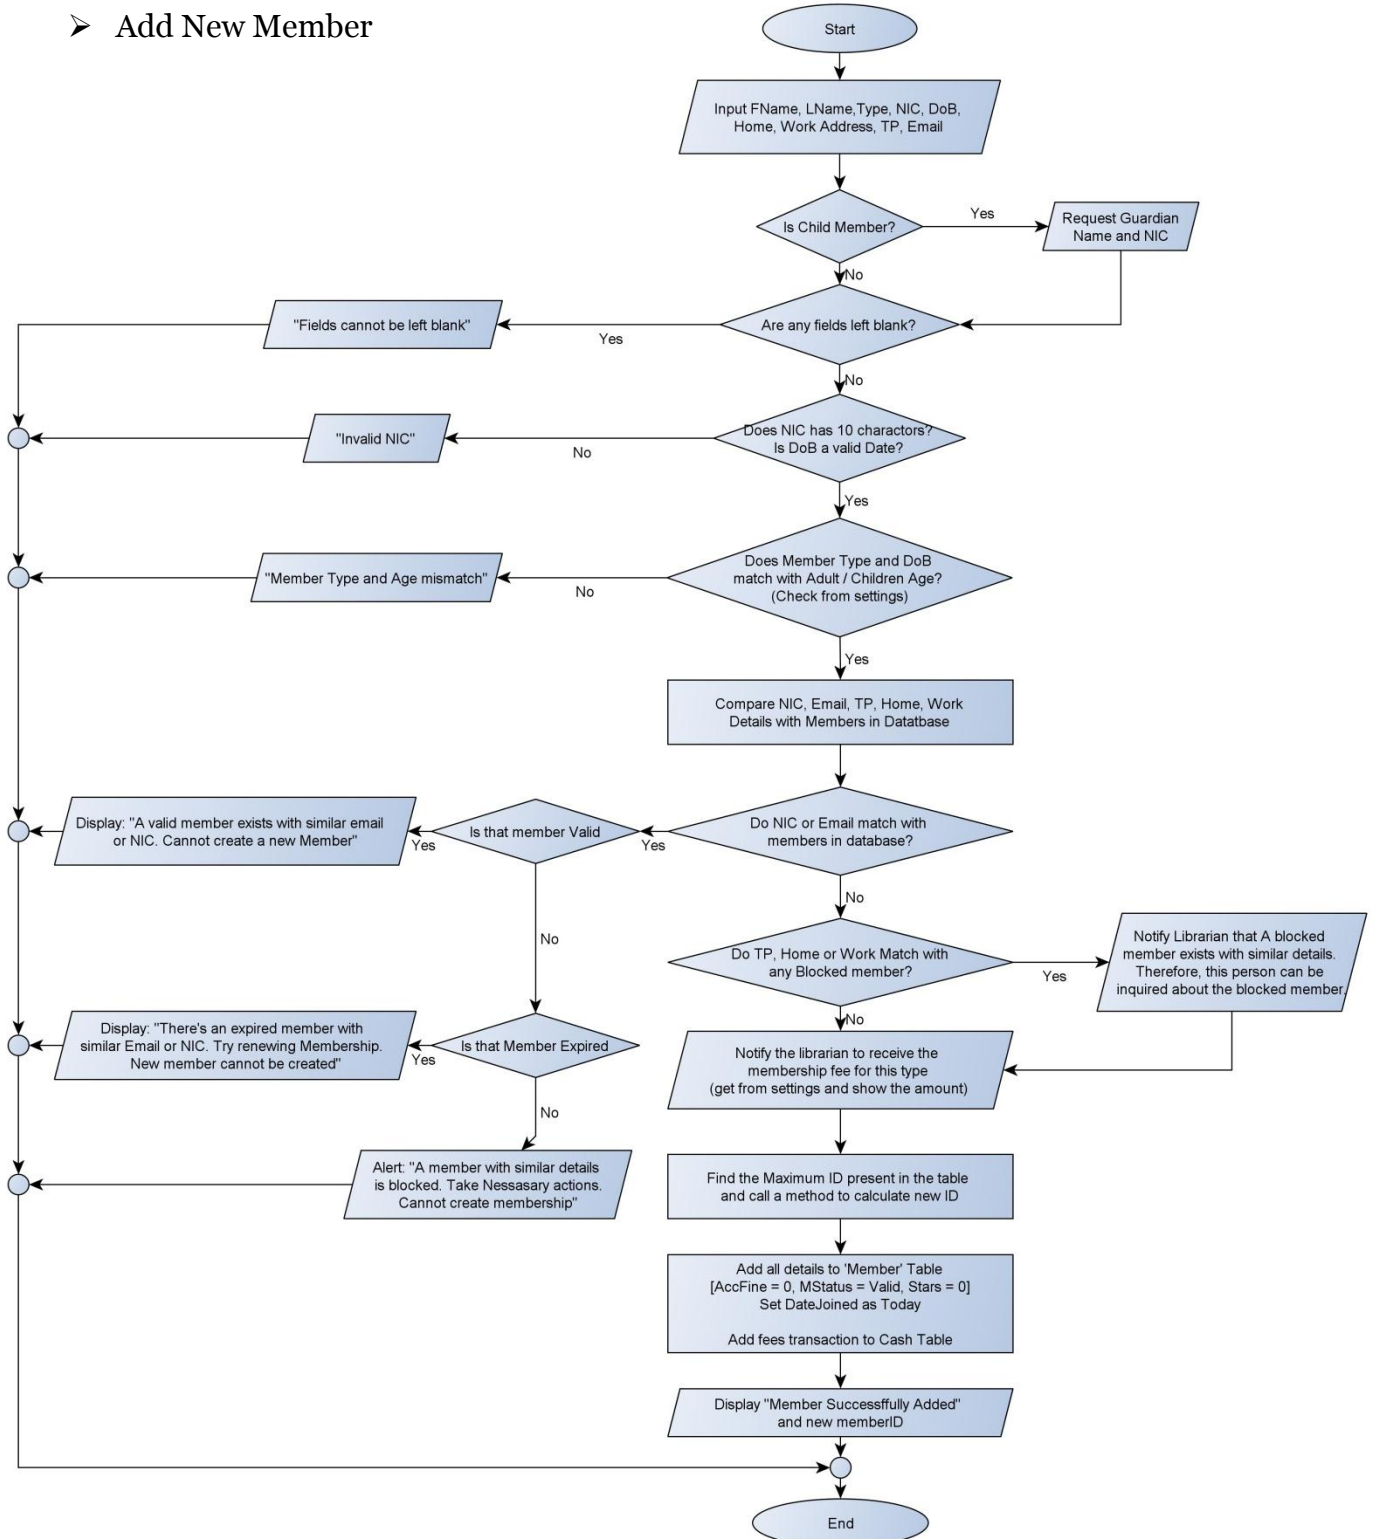 ➢ Add New Member
Start
Input FName, LName,Type, NIC, DoB,
Home, Work Address, TP, Email
Is Child Member?
Yes
Request Guardian
Name and NIC
No
"Fields cannot be left blank"
Yes
Are any fields left blank?
No
"Invalid NIC"
No
Does NIC has 10 charactors?
Is DoB a valid Date?
Yes
"Member Type and Age mismatch"
No
Does Member Type and DoB
match with Adult / Children Age?
(Check from settings)
Yes
Compare NIC, Email, TP, Home, Work
Details with Members in Datatbase
Display: "A valid member exists with similar email
or NIC. Cannot create a new Member"
Yes
Is that member Valid
Yes
Do NIC or Email match with
members in database?
No
No
Do TP, Home or Work Match with
any Blocked member?
Yes
Notify Librarian that A blocked
member exists with similar details.
Therefore, this person can be
inquired about the blocked member.
No
Display: "There's an expired member with
similar Email or NIC. Try renewing Membership.
New member cannot be created"
Yes
Is that Member Expired
Notify the librarian to receive the
membership fee for this type
(get from settings and show the amount)
No
Alert: "A member with similar details
is blocked. Take Nessasary actions.
Cannot create membership"
Find the Maximum ID present in the table
and call a method to calculate new ID
Add all details to 'Member' Table
[AccFine = 0, MStatus = Valid, Stars = 0]
Set DateJoined as Today
Add fees transaction to Cash Table
Display "Member Successffully Added"
and new memberID
End